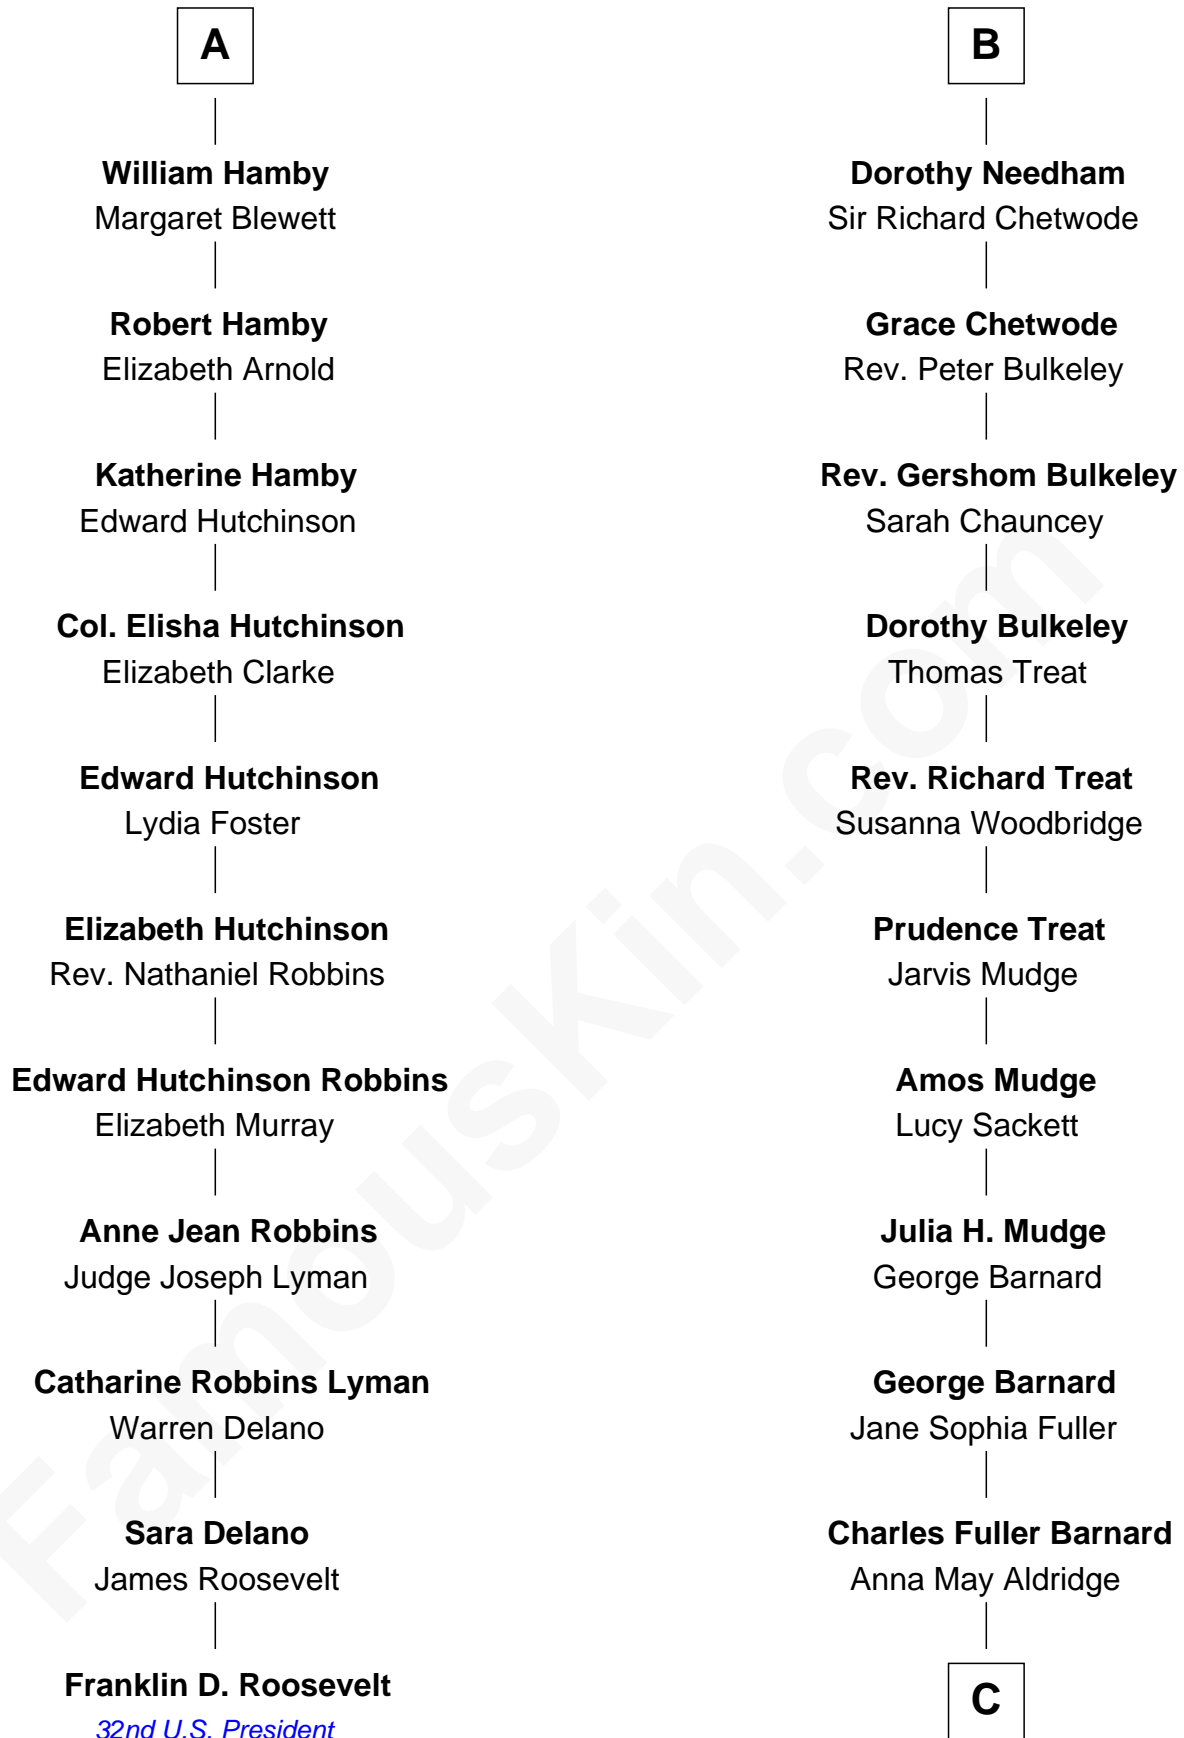 A
William Hamby
Margaret Blewett
Robert Hamby
Elizabeth Arnold
Katherine Hamby
Edward Hutchinson
Col. Elisha Hutchinson
Elizabeth Clarke
Edward Hutchinson
Lydia Foster
Elizabeth Hutchinson
Rev. Nathaniel Robbins
Edward Hutchinson Robbins
Elizabeth Murray
Anne Jean Robbins
Judge Joseph Lyman
Catharine Robbins Lyman
Warren Delano
Sara Delano
James Roosevelt
Franklin D. Roosevelt
32nd U.S. President
B
Dorothy Needham
Sir Richard Chetwode
Grace Chetwode
Rev. Peter Bulkeley
Rev. Gershom Bulkeley
Sarah Chauncey
Dorothy Bulkeley
Thomas Treat
Rev. Richard Treat
Susanna Woodbridge
Prudence Treat
Jarvis Mudge
Amos Mudge
Lucy Sackett
Julia H. Mudge
George Barnard
George Barnard
Jane Sophia Fuller
Charles Fuller Barnard
Anna May Aldridge
C
FamousKin.com